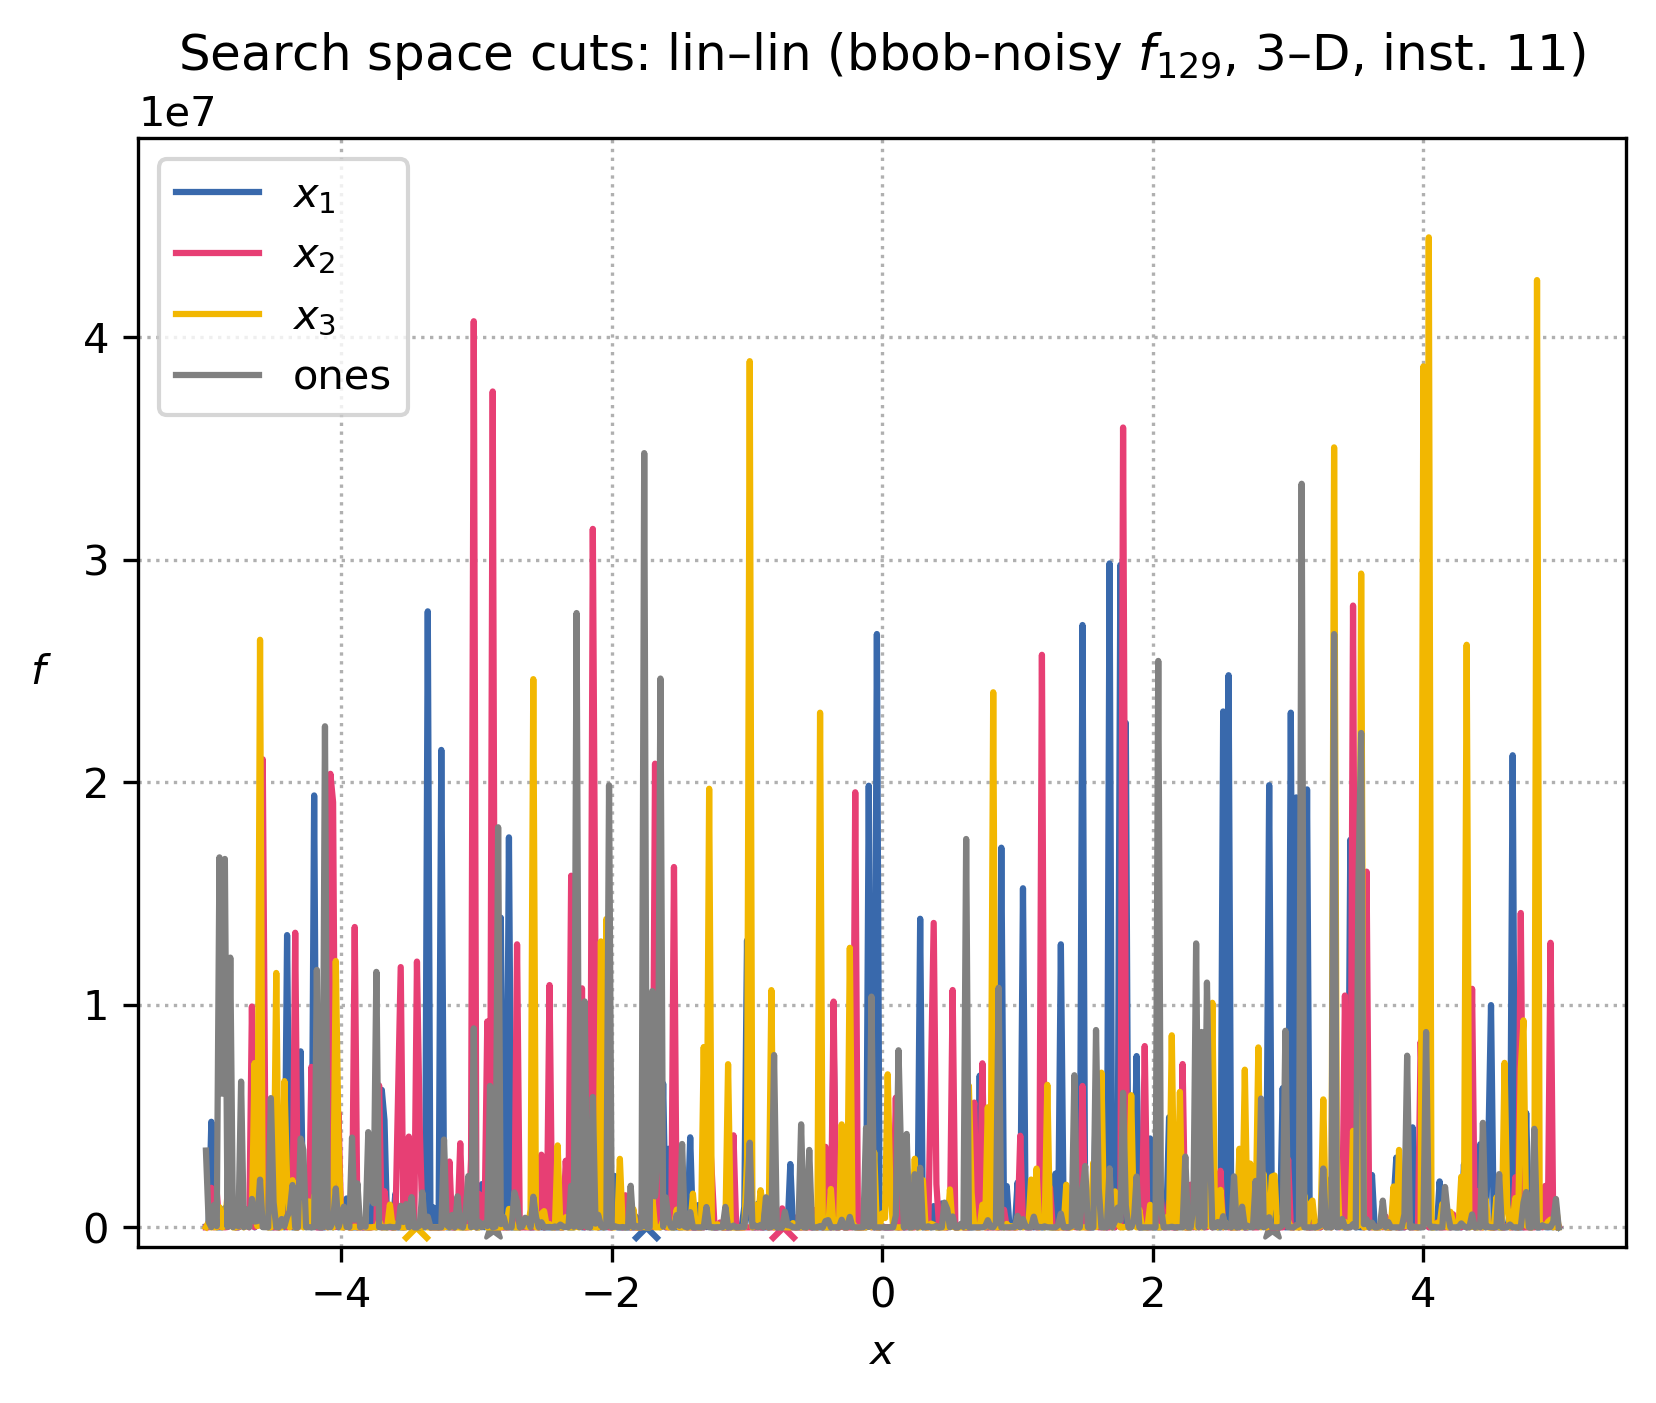 Search space cuts: lin–lin (bbob-noisy f₁₂₉, 3–D, inst. 11)
1e7
x₁
x₂
x₃
ones
4
3
2
1
0
f
−4 −2 0 2 4
x